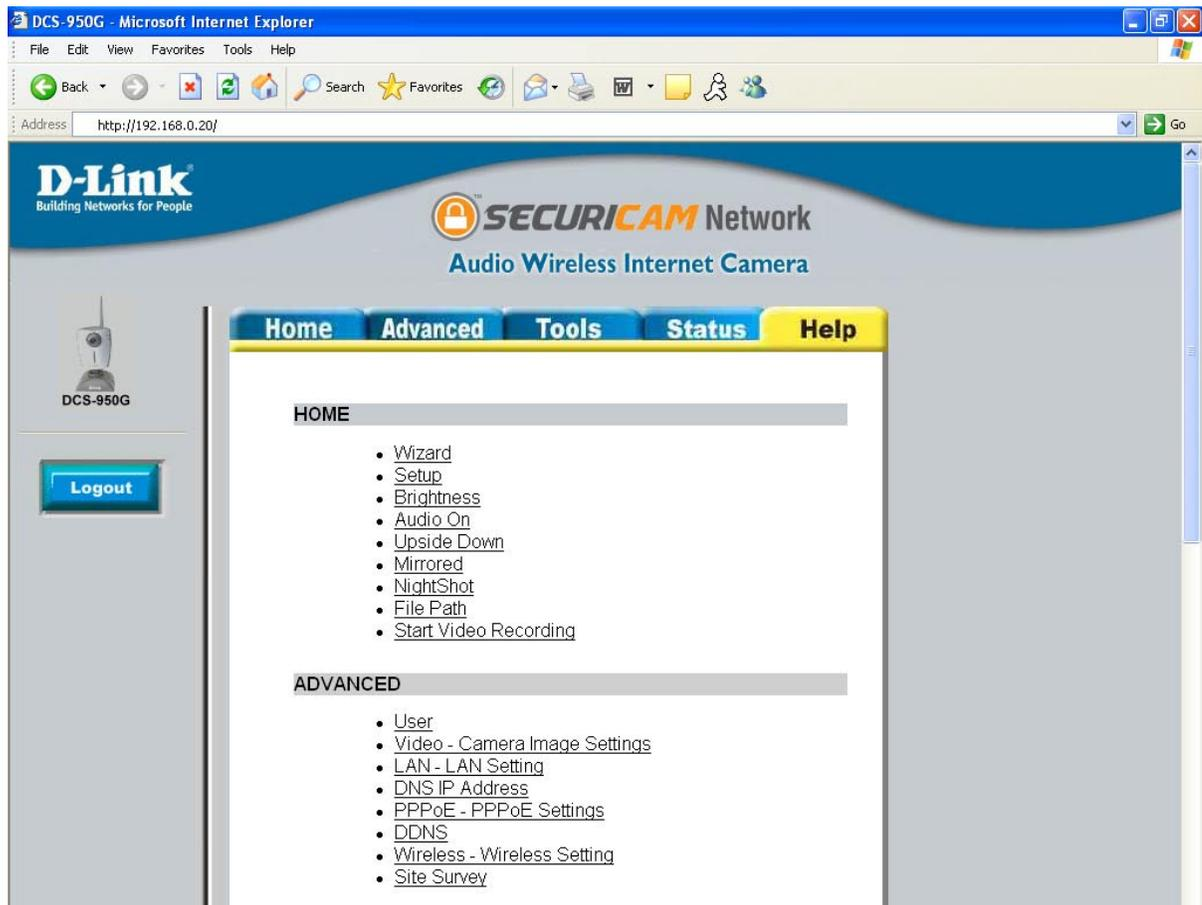 DCS-950G - Microsoft Internet Explorer
File Edit View Favorites Tools Help
Back Search Favorites
Address http://192.168.0.20/ Go
D-Link
Building Networks for People
SECURICAM Network
™
Audio Wireless Internet Camera
DCS-950G
Logout
Home Advanced Tools Status Help
HOME
Wizard
Setup
Brightness
Audio On
Upside Down
Mirrored
NightShot
File Path
Start Video Recording
ADVANCED
User
Video - Camera Image Settings
LAN - LAN Setting
DNS IP Address
PPPoE - PPPoE Settings
DDNS
Wireless - Wireless Setting
Site Survey